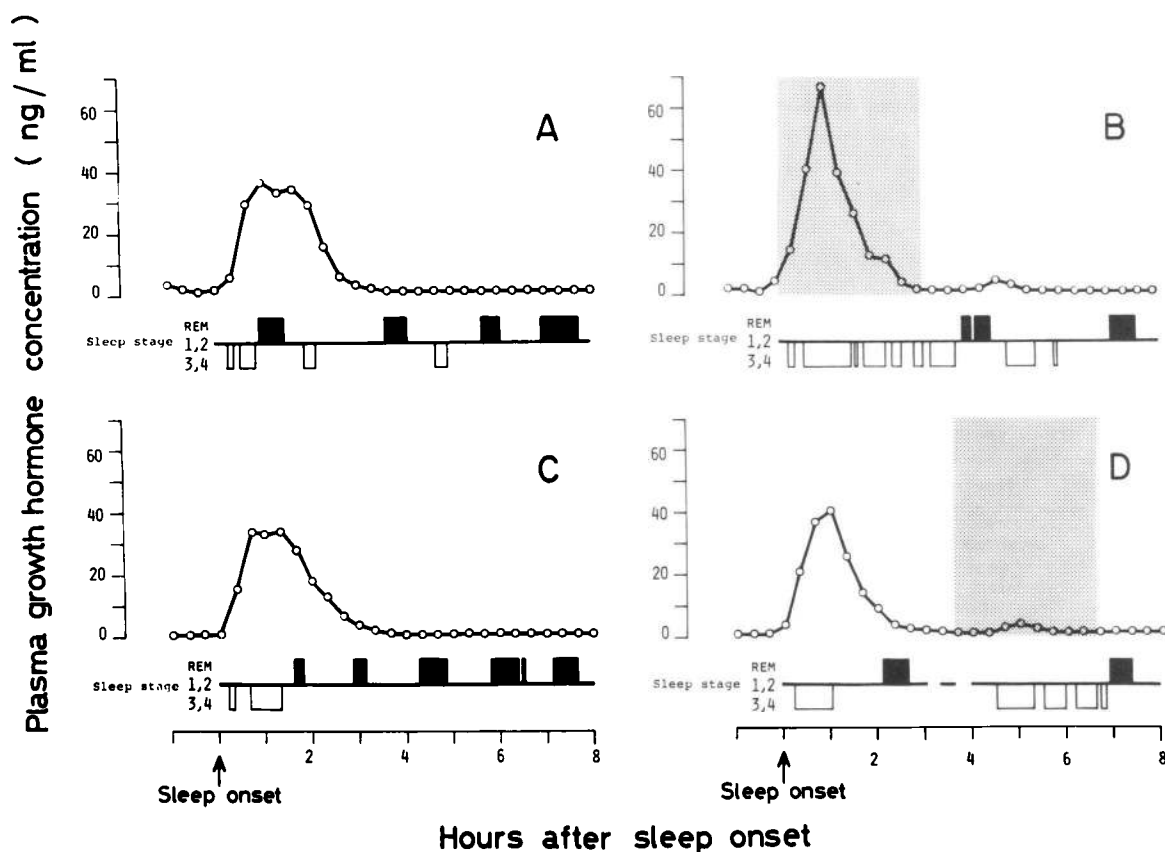 Plasma growth hormone concentration ( ng / ml )
A
60
40
20
0
REM
Sleep stage 1,2
3,4
B
60
40
20
0
REM
Sleep stage 1,2
3,4
C
60
40
20
0
REM
Sleep stage 1,2
3,4
2 4 6 8
Sleep onset
D
60
40
20
0
REM
Sleep stage 1,2
3,4
2 4 6 8
Sleep onset
Hours after sleep onset